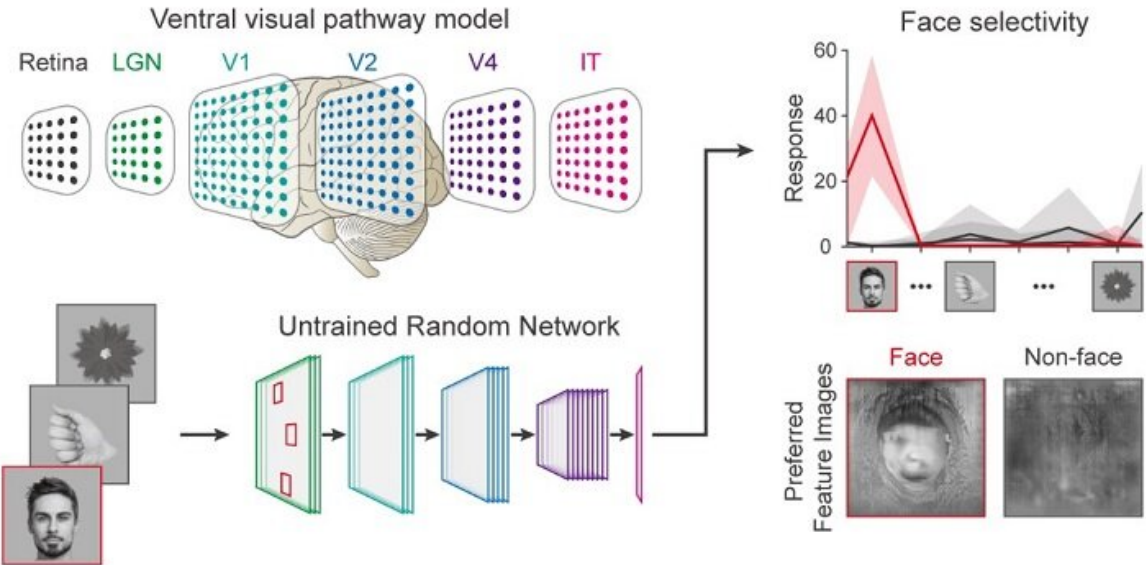 Ventral visual pathway model
Retina LGN V1 V2 V4 IT
Untrained Random Network
Face selectivity
Response
60
40
20
0
... ...
Face Non-face
Preferred
Feature Images